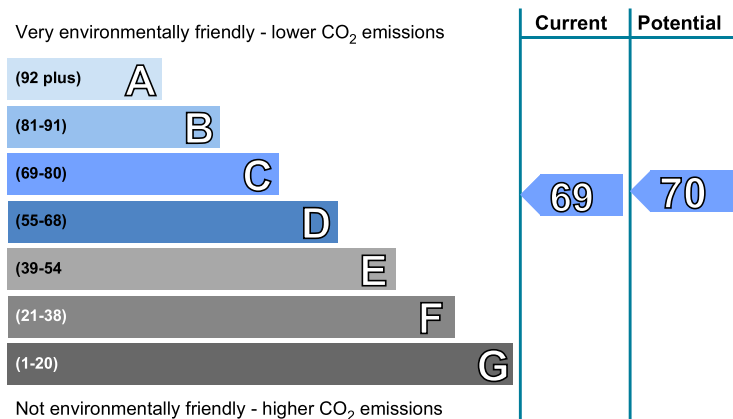 Very environmentally friendly - lower CO2 emissions
Current
Potential
(92 plus) A
(81-91) B
(69-80) C
(55-68) D
(39-54 E
(21-38) F
(1-20) G
69
70
Not environmentally friendly - higher CO2 emissions